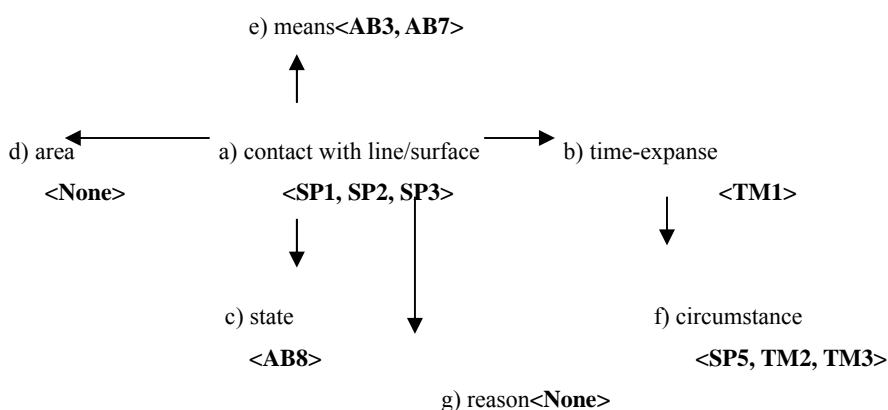 e) means<AB3, AB7>
d) area a) contact with line/surface b) time-expanse
<None> <SP1, SP2, SP3> <TM1>
c) state f) circumstance
<AB8> <SP5, TM2, TM3>
g) reason<None>